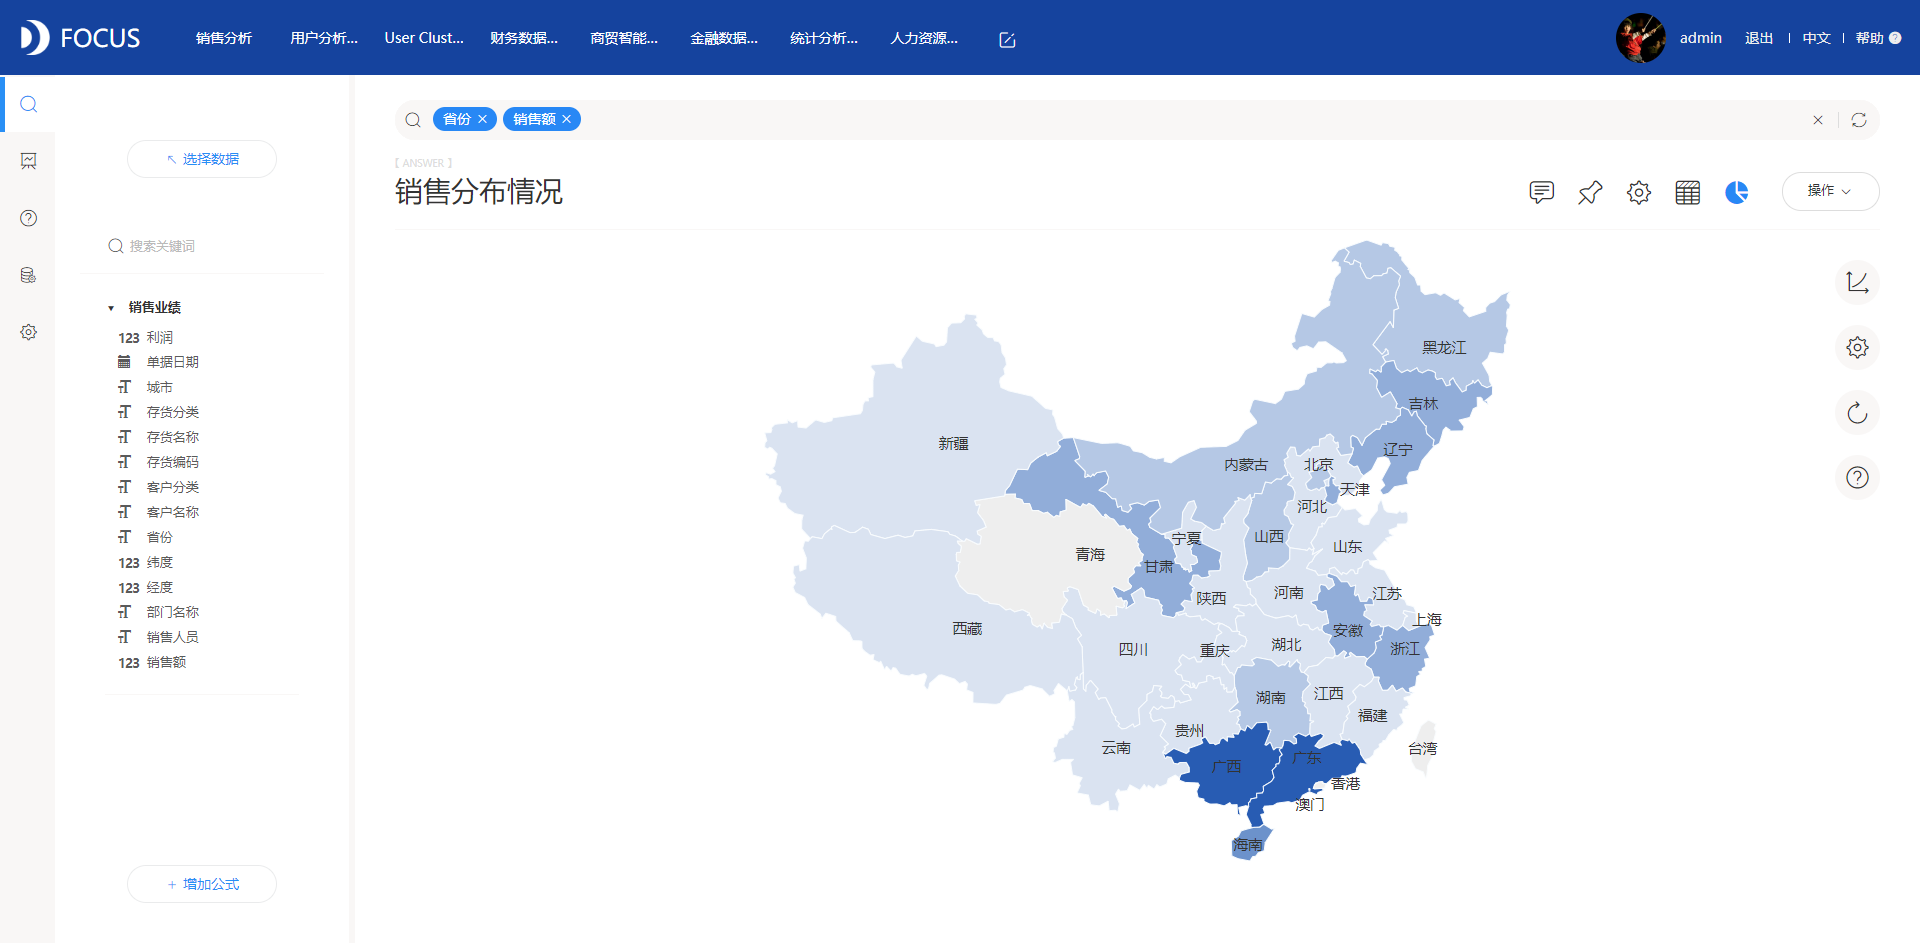 FOCUS 销售分析 用户分析... User Clust... 财务数据... 商贸智能... 金融数据... 统计分析... 人力资源... admin 退出 中文 帮助 ?
省份 销售额
选择数据
[ ANSWER ]
销售分布情况
操作
搜索关键词
销售业绩
123 利润
单据日期
城市
存货分类
存货名称
存货编码
客户分类
客户名称
省份
123 纬度
123 经度
部门名称
销售人员
123 销售额
+ 增加公式
黑龙江
吉林
新疆
辽宁
内蒙古
北京
天津
河北
山西
宁夏
山东
青海
甘肃
河南
江苏
陕西
上海
西藏
安徽
湖北
浙江
四川
重庆
江西
湖南
福建
贵州
云南
台湾
广东
广西
香港
澳门
海南